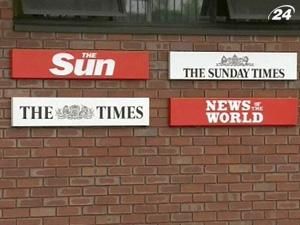 24
THE
Sun
THE SUNDAY TIMES
THE TIMES
NEWS OF THE
WORLD